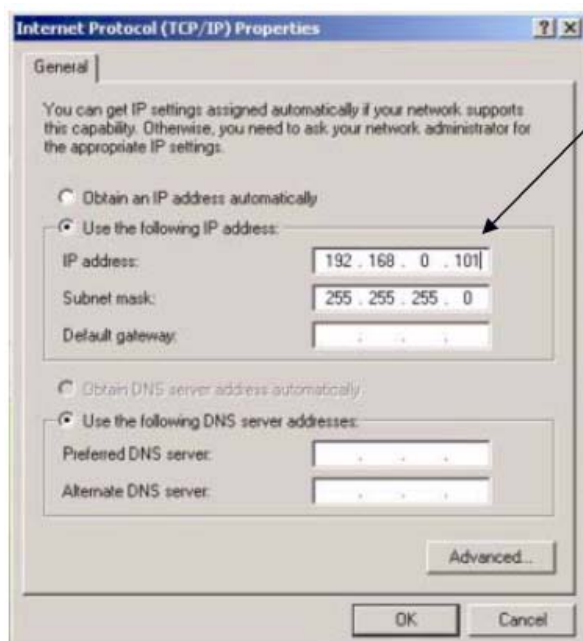 Internet Protocol (TCP/IP) Properties
General
You can get IP settings assigned automatically if your network supports
this capability. Otherwise, you need to ask your network administrator for
the appropriate IP settings.
Obtain an IP address automatically
Use the following IP address:
IP address: 192 . 168 . 0 . 101
Subnet mask: 255 . 255 . 255 . 0
Default gateway: . . .
Obtain DNS server address automatically
Use the following DNS server addresses:
Preferred DNS server: . . .
Alternate DNS server: . . .
Advanced...
OK Cancel